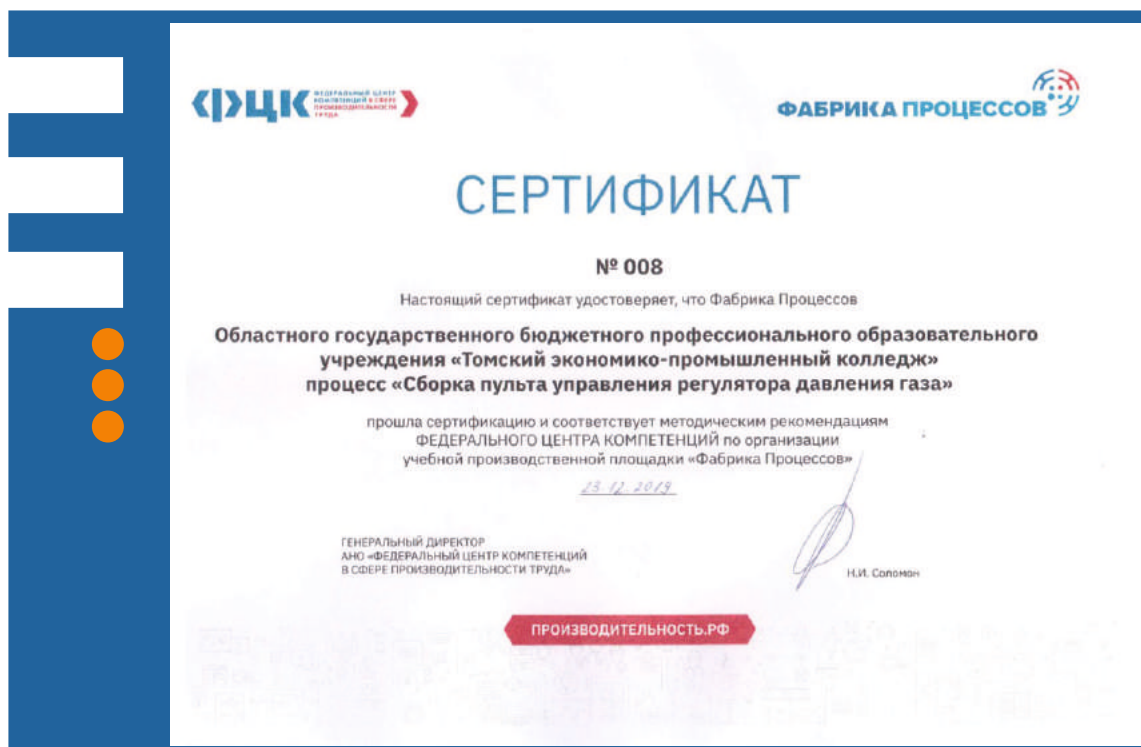 ФЦК
ФЕДЕРАЛЬНЫЙ ЦЕНТР
КОМПЕТЕНЦИЙ В СФЕРЕ
ПРОИЗВОДИТЕЛЬНОСТИ
ТРУДА
ФАБРИКА ПРОЦЕССОВ
СЕРТИФИКАТ
№ 008
Настоящий сертификат удостоверяет, что Фабрика Процессов
Областного государственного бюджетного профессионального образовательного
учреждения «Томский экономико-промышленный колледж»
процесс «Сборка пульта управления регулятора давления газа»
прошла сертификацию и соответствует методическим рекомендациям
ФЕДЕРАЛЬНОГО ЦЕНТРА КОМПЕТЕНЦИЙ по организации
учебной производственной площадки «Фабрика Процессов»
23.12.2019
ГЕНЕРАЛЬНЫЙ ДИРЕКТОР
АНО «ФЕДЕРАЛЬНЫЙ ЦЕНТР КОМПЕТЕНЦИЙ
В СФЕРЕ ПРОИЗВОДИТЕЛЬНОСТИ ТРУДА»
Н.И. Соломон
ПРОИЗВОДИТЕЛЬНОСТЬ.РФ